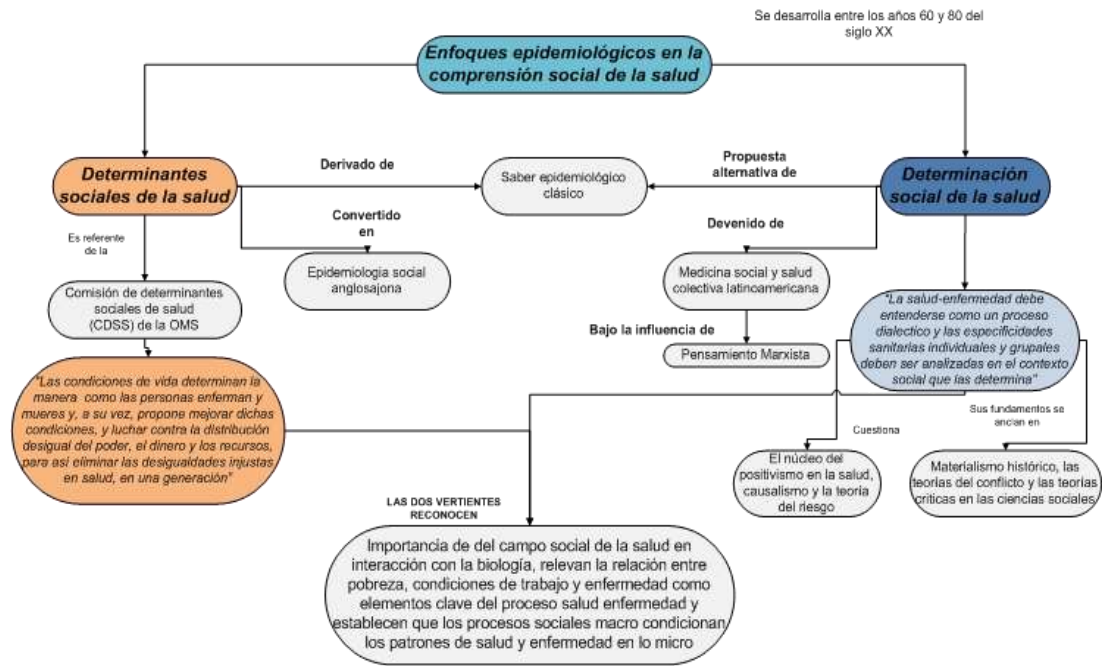 Se desarrolla entre los años 60 y 80 del
siglo XX
Enfoques epidemiológicos en la
comprensión social de la salud
Determinantes
sociales de la salud
Derivado de
Saber epidemiológico
clásico
Propuesta
alternativa de
Determinación
social de la salud
Es referente
de la
Convertido
en
Epidemiologia social
anglosajona
Devenido de
Medicina social y salud
colectiva latinoamericana
Comisión de determinantes
sociales de salud
(CDSS) de la OMS
Bajo la influencia de
Pensamiento Marxista
"La salud-enfermedad debe
entenderse como un proceso
dialectico y las especificidades
sanitarias individuales y grupales
deben ser analizadas en el contexto
social que las determina"
"Las condiciones de vida determinan la
manera como las personas enferman y
mueres y, a su vez, propone mejorar dichas
condiciones, y luchar contra la distribución
desigual del poder, el dinero y los recursos,
para así eliminar las desigualdades injustas
en salud, en una generación"
Cuestiona
Sus fundamentos se
anclan en
El núcleo del
positivismo en la salud,
causalismo y la teoría
del riesgo
Materialismo histórico, las
teorías del conflicto y las teorías
criticas en las ciencias sociales
LAS DOS VERTIENTES
RECONOCEN
Importancia de del campo social de la salud en
interacción con la biología, relevan la relación entre
pobreza, condiciones de trabajo y enfermedad como
elementos clave del proceso salud enfermedad y
establecen que los procesos sociales macro condicionan
los patrones de salud y enfermedad en lo micro